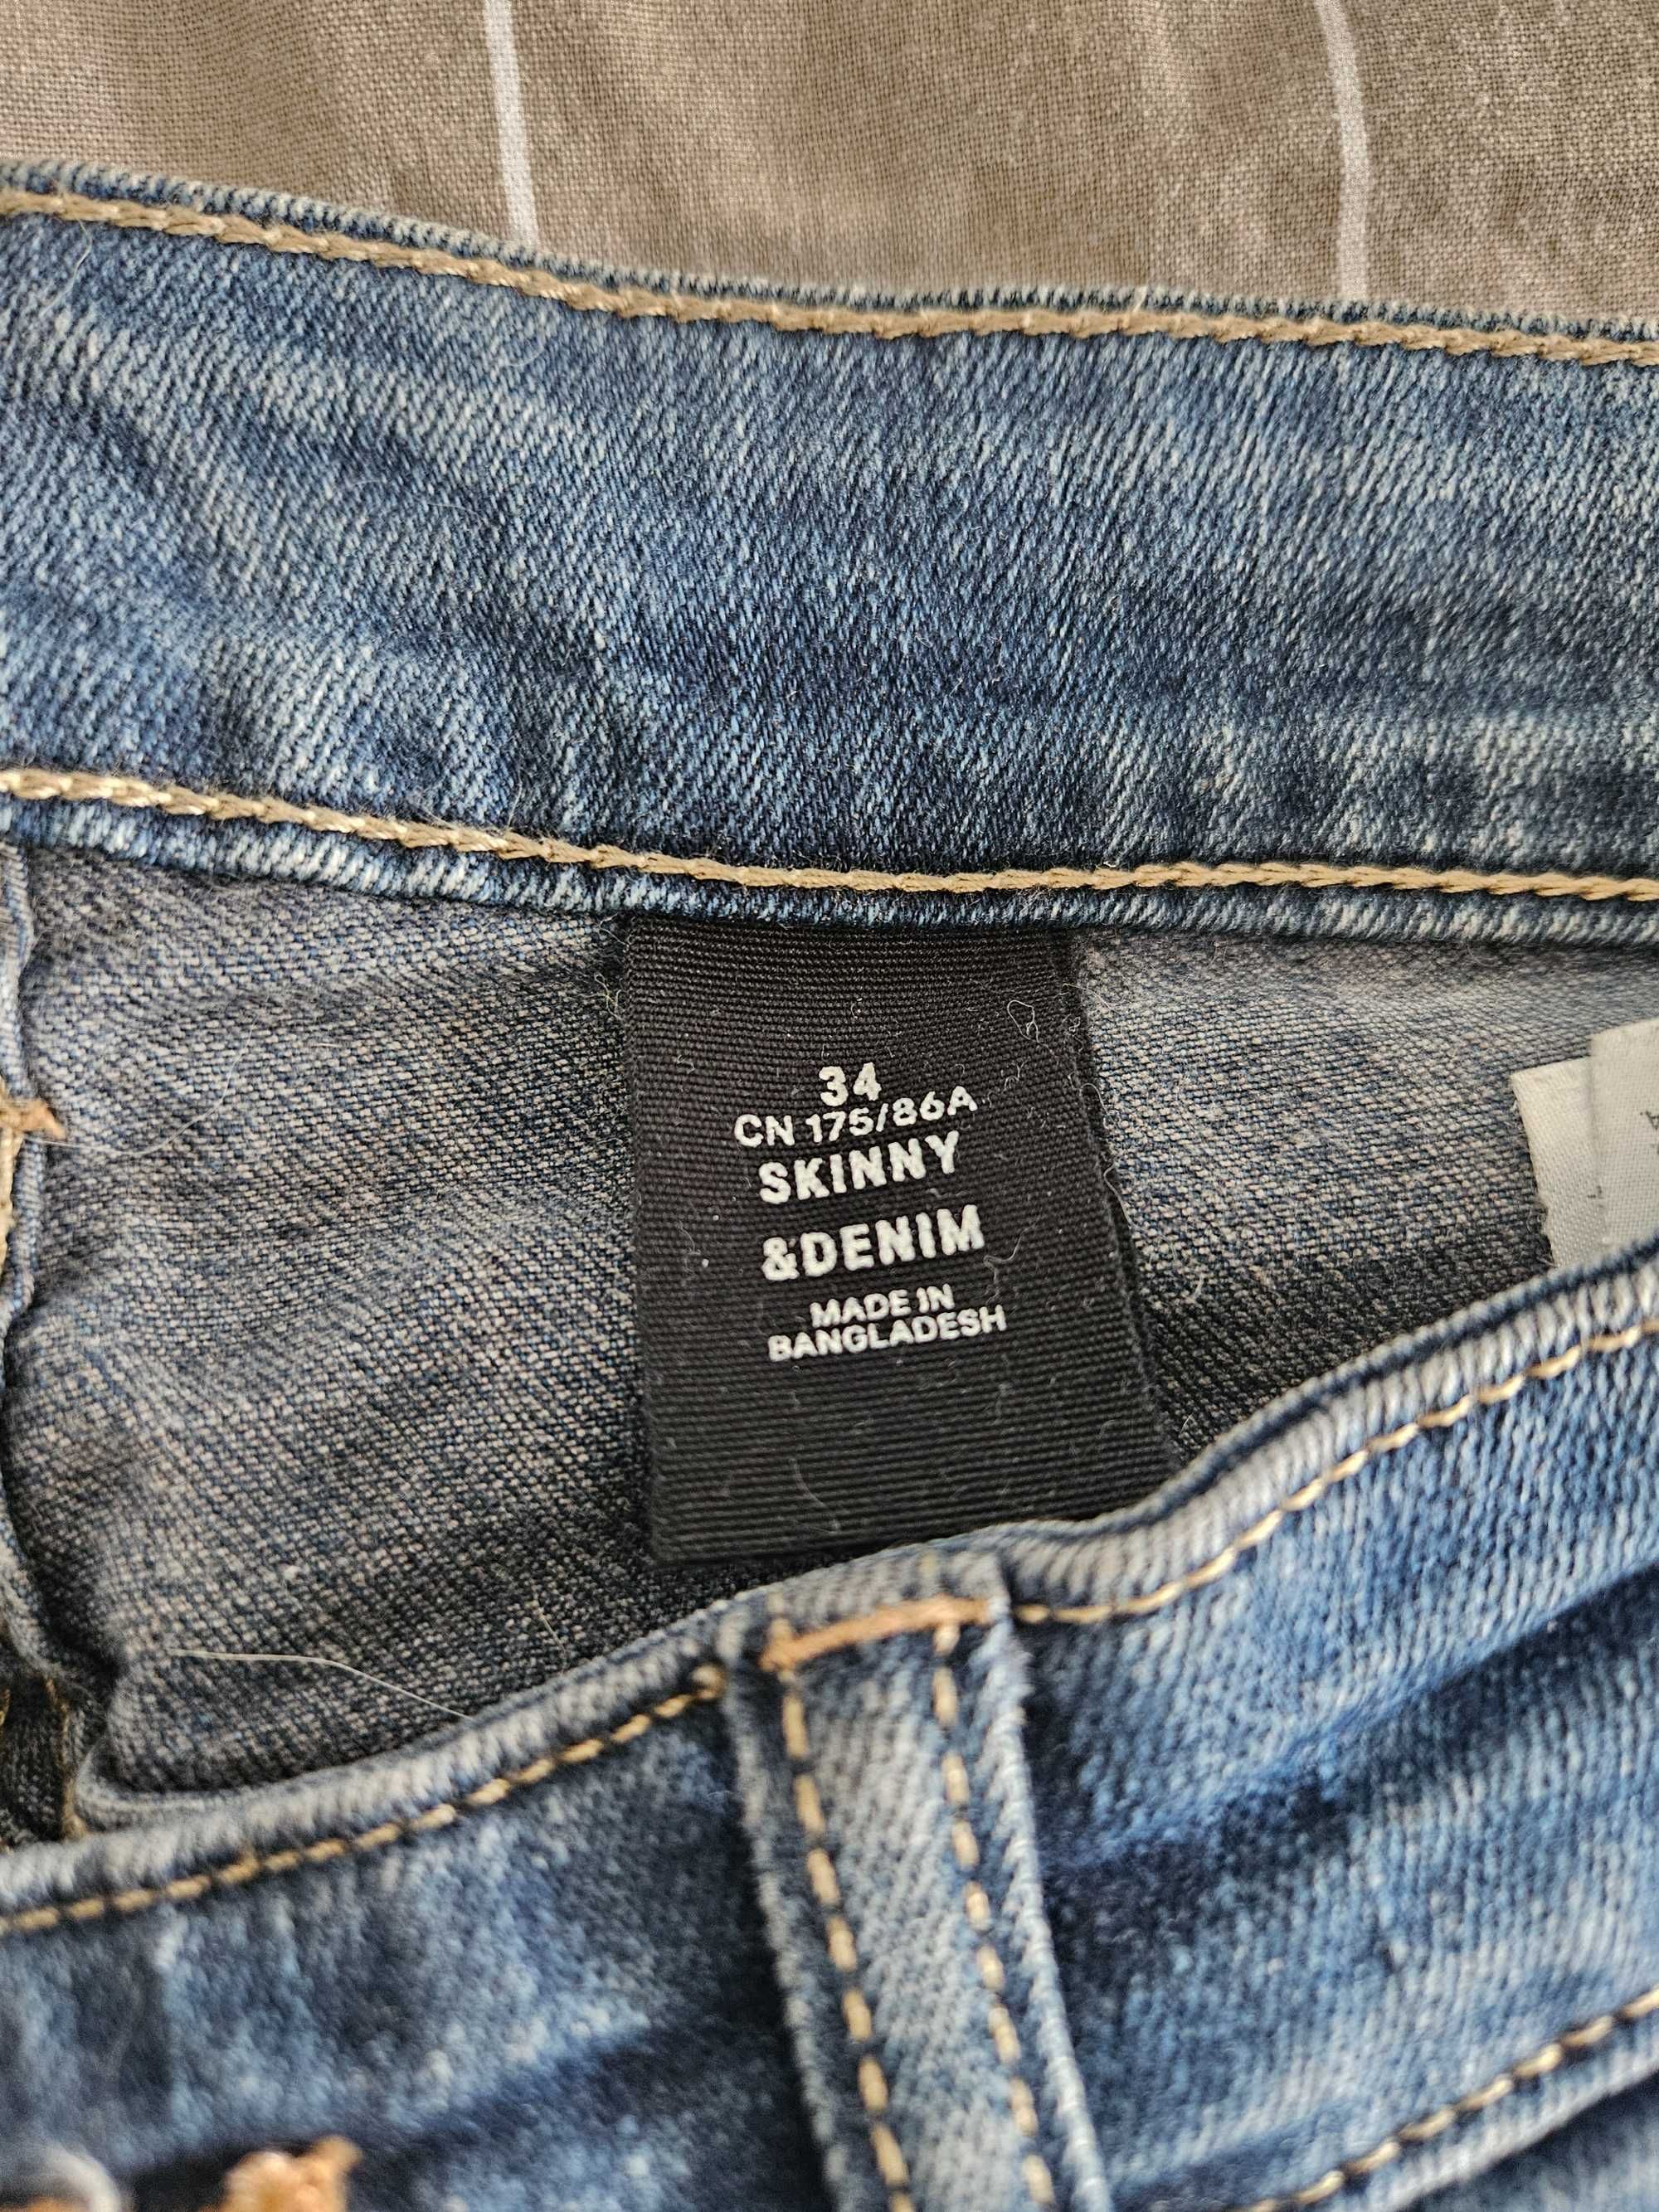 34
CN 175/86A
SKINNY
&DENIM
MADE IN
BANGLADESH